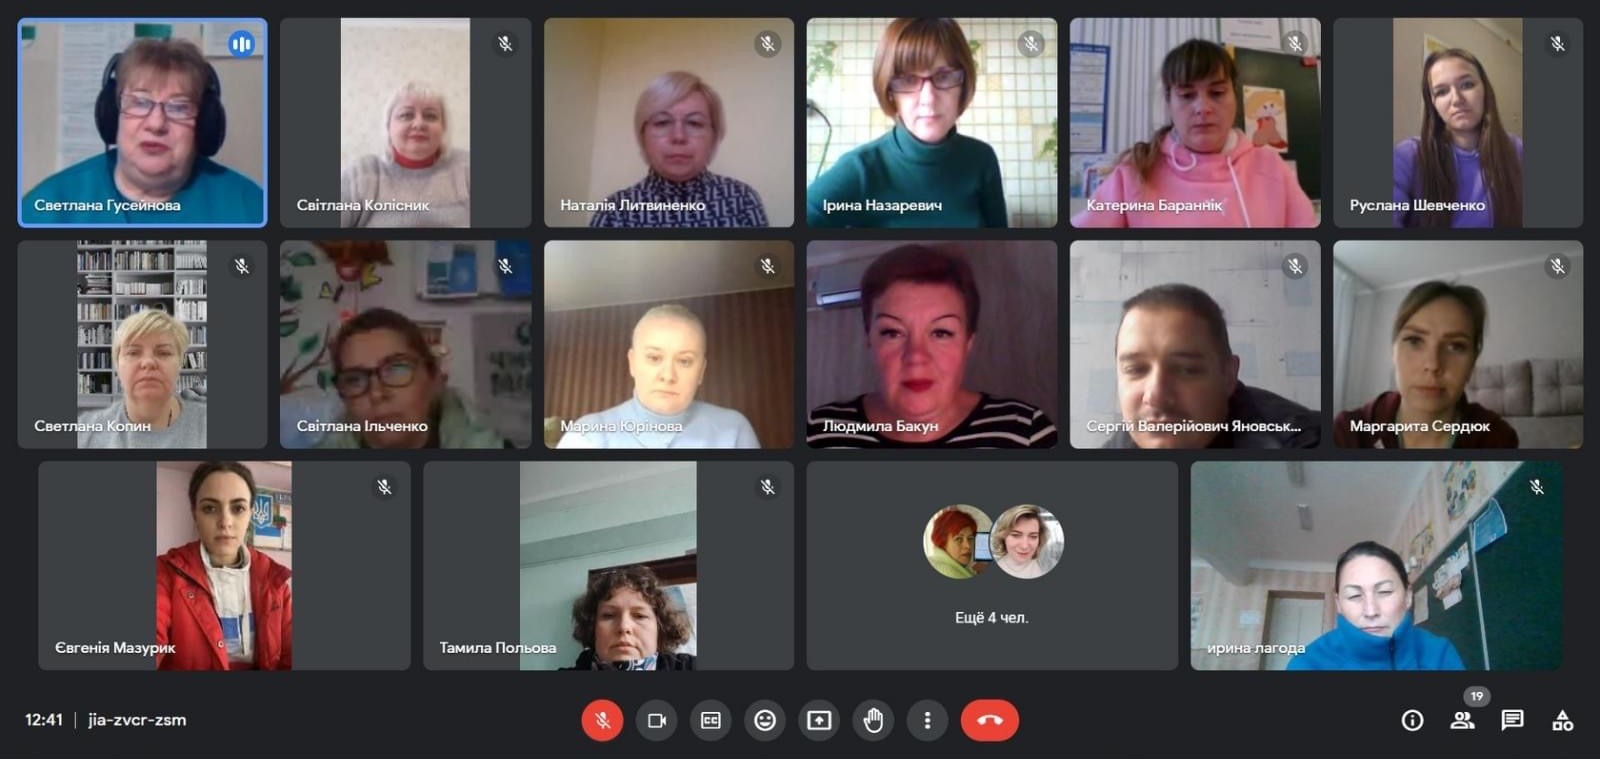 Светлана Гусейнова
Світлана Колісник
Наталія Литвиненко
Ірина Назаревич
Катерина Бараннік
Руслана Шевченко
Светлана Копин
Світлана Ільченко
Марина Юрінова
Людмила Бакун
Сергій Валерійович Яновськ...
Маргарита Сердюк
Євгенія Мазурик
Тамила Польова
Ещё 4 чел.
ирина лагода
12:41 | jia-zvcr-zsm
19